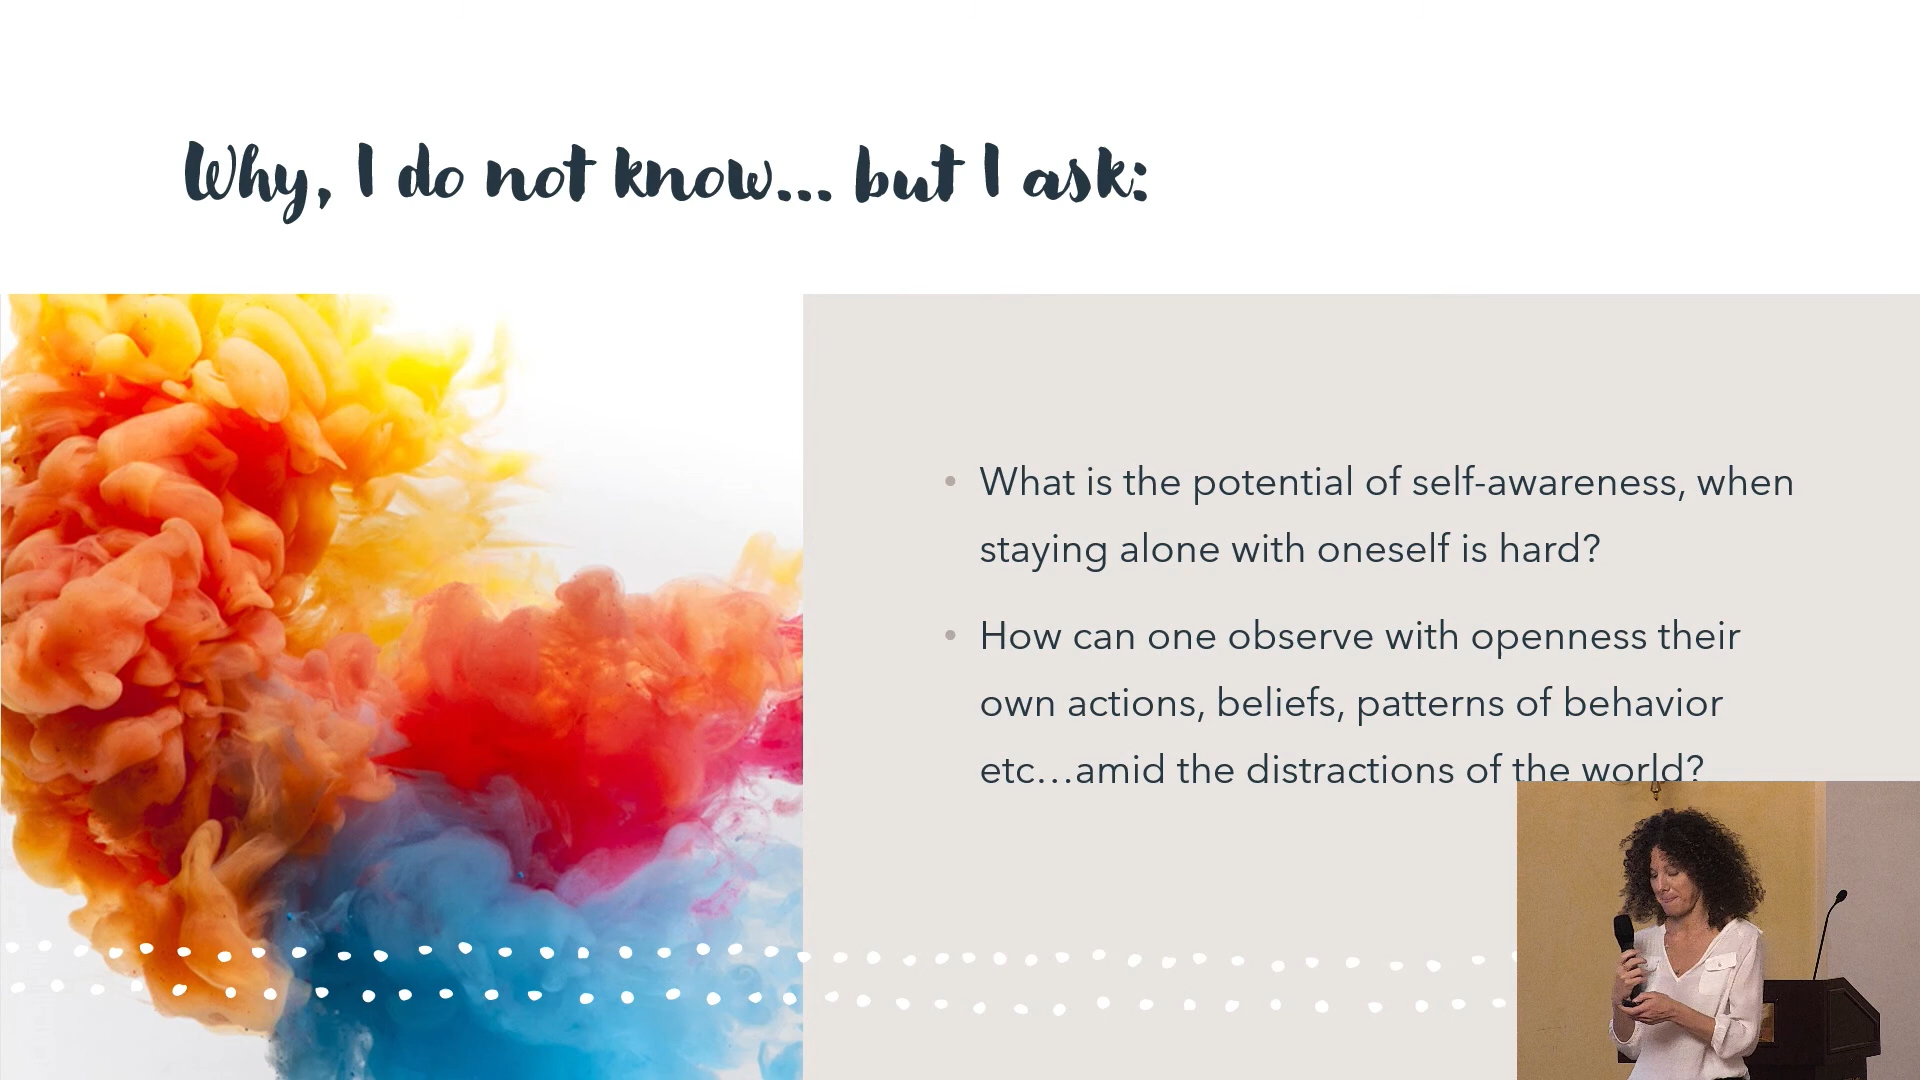 Why, I do not know... but I ask:
What is the potential of self-awareness, when
staying alone with oneself is hard?
How can one observe with openness their
own actions, beliefs, patterns of behavior
etc...amid the distractions of the world?